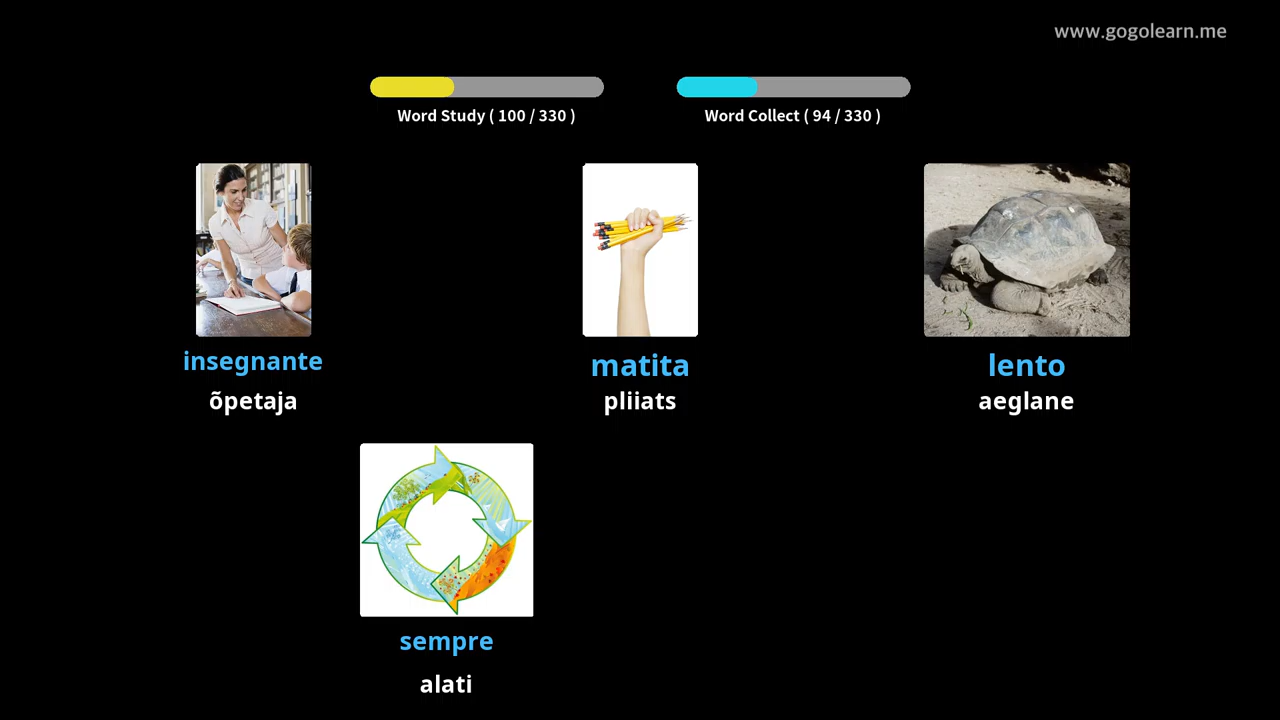 www.gogolearn.me
Word Study ( 100 / 330 )
Word Collect ( 94 / 330 )
insegnante
õpetaja
matita
pliiats
lento
aeglane
sempre
alati